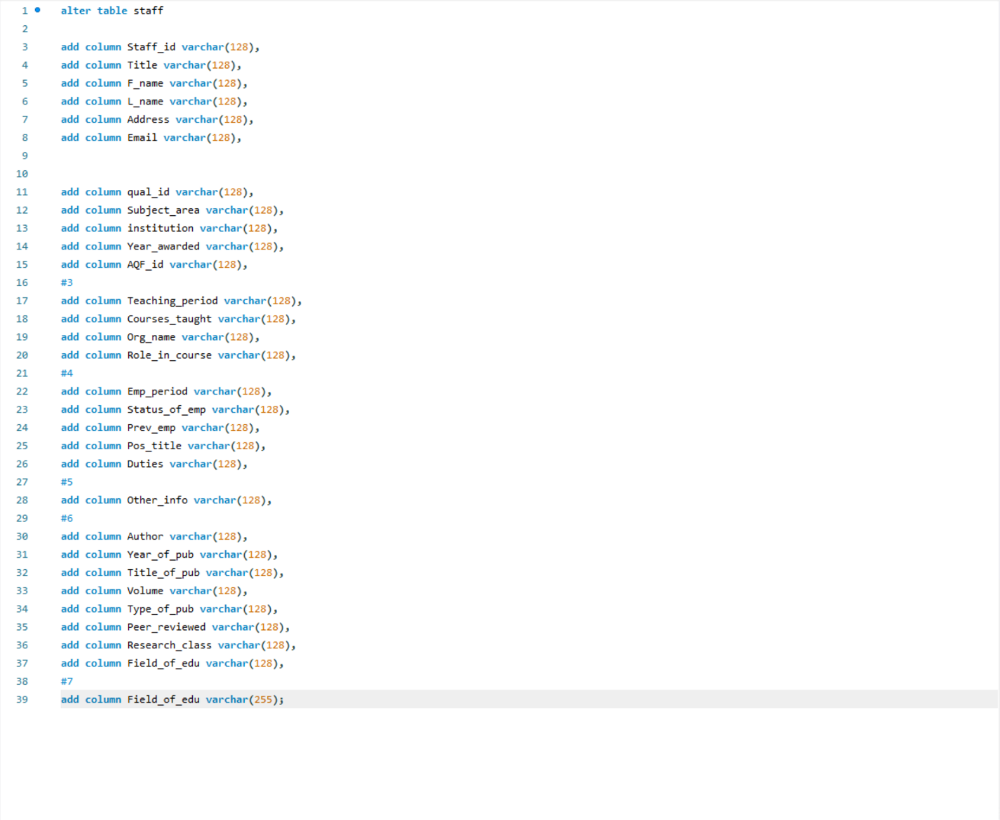 1 alter table staff
2
3 add column Staff_id varchar(128),
4 add column Title varchar(128),
5 add column F_name varchar(128),
6 add column L_name varchar(128),
7 add column Address varchar(128),
8 add column Email varchar(128),
9
10
11 add column qual_id varchar(128),
12 add column Subject_area varchar(128),
13 add column institution varchar(128),
14 add column Year_awarded varchar(128),
15 add column AQF_id varchar(128),
16 #3
17 add column Teaching_period varchar(128),
18 add column Courses_taught varchar(128),
19 add column Org_name varchar(128),
20 add column Role_in_course varchar(128),
21 #4
22 add column Emp_period varchar(128),
23 add column Status_of_emp varchar(128),
24 add column Prev_emp varchar(128),
25 add column Pos_title varchar(128),
26 add column Duties varchar(128),
27 #5
28 add column Other_info varchar(128),
29 #6
30 add column Author varchar(128),
31 add column Year_of_pub varchar(128),
32 add column Title_of_pub varchar(128),
33 add column Volume varchar(128),
34 add column Type_of_pub varchar(128),
35 add column Peer_reviewed varchar(128),
36 add column Research_class varchar(128),
37 add column Field_of_edu varchar(128),
38 #7
39 add column Field_of_edu varchar(255);